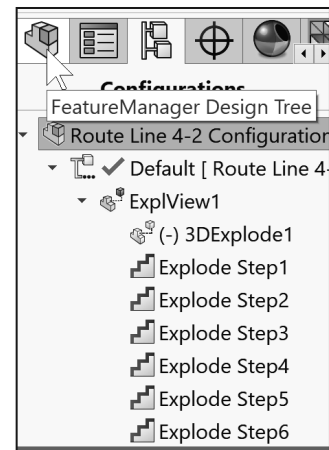 Configurations
FeatureManager Design Tree
Route Line 4-2 Configuration
Default [ Route Line 4-
ExplView1
(-) 3DExplode1
Explode Step1
Explode Step2
Explode Step3
Explode Step4
Explode Step5
Explode Step6